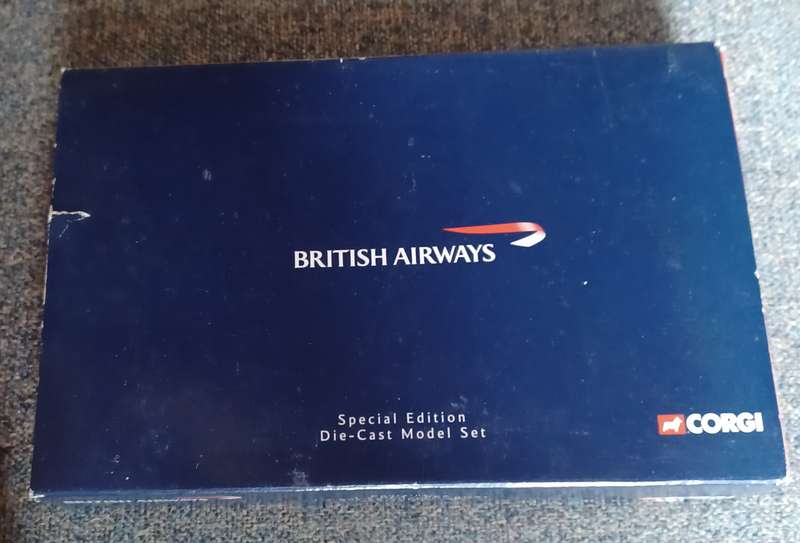 BRITISH AIRWAYS
Special Edition
Die-Cast Model Set
CORGI